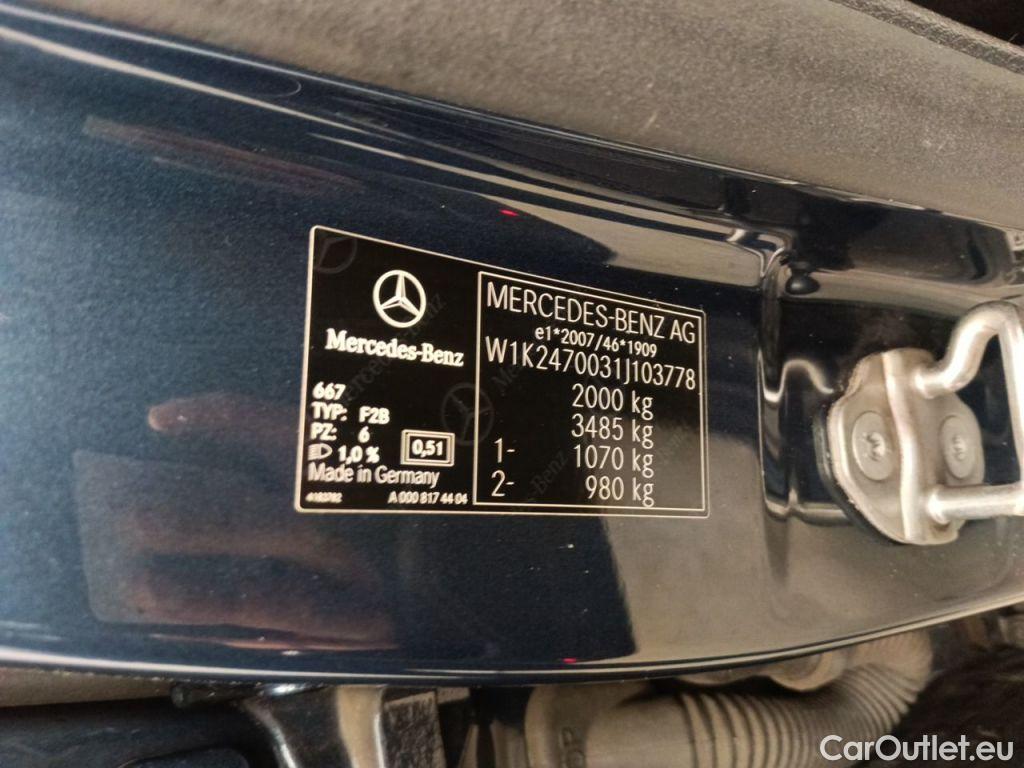 Mercedes-Benz
667
TYP: F2B
PZ: 6
1,0 %
0,51
Made in Germany
A 000 817 44 04
MERCEDES-BENZ AG
e1*2007/46*1909
W1K2470031J103778
2000 kg
3485 kg
1- 1070 kg
2- 980 kg
CarOutlet.eu